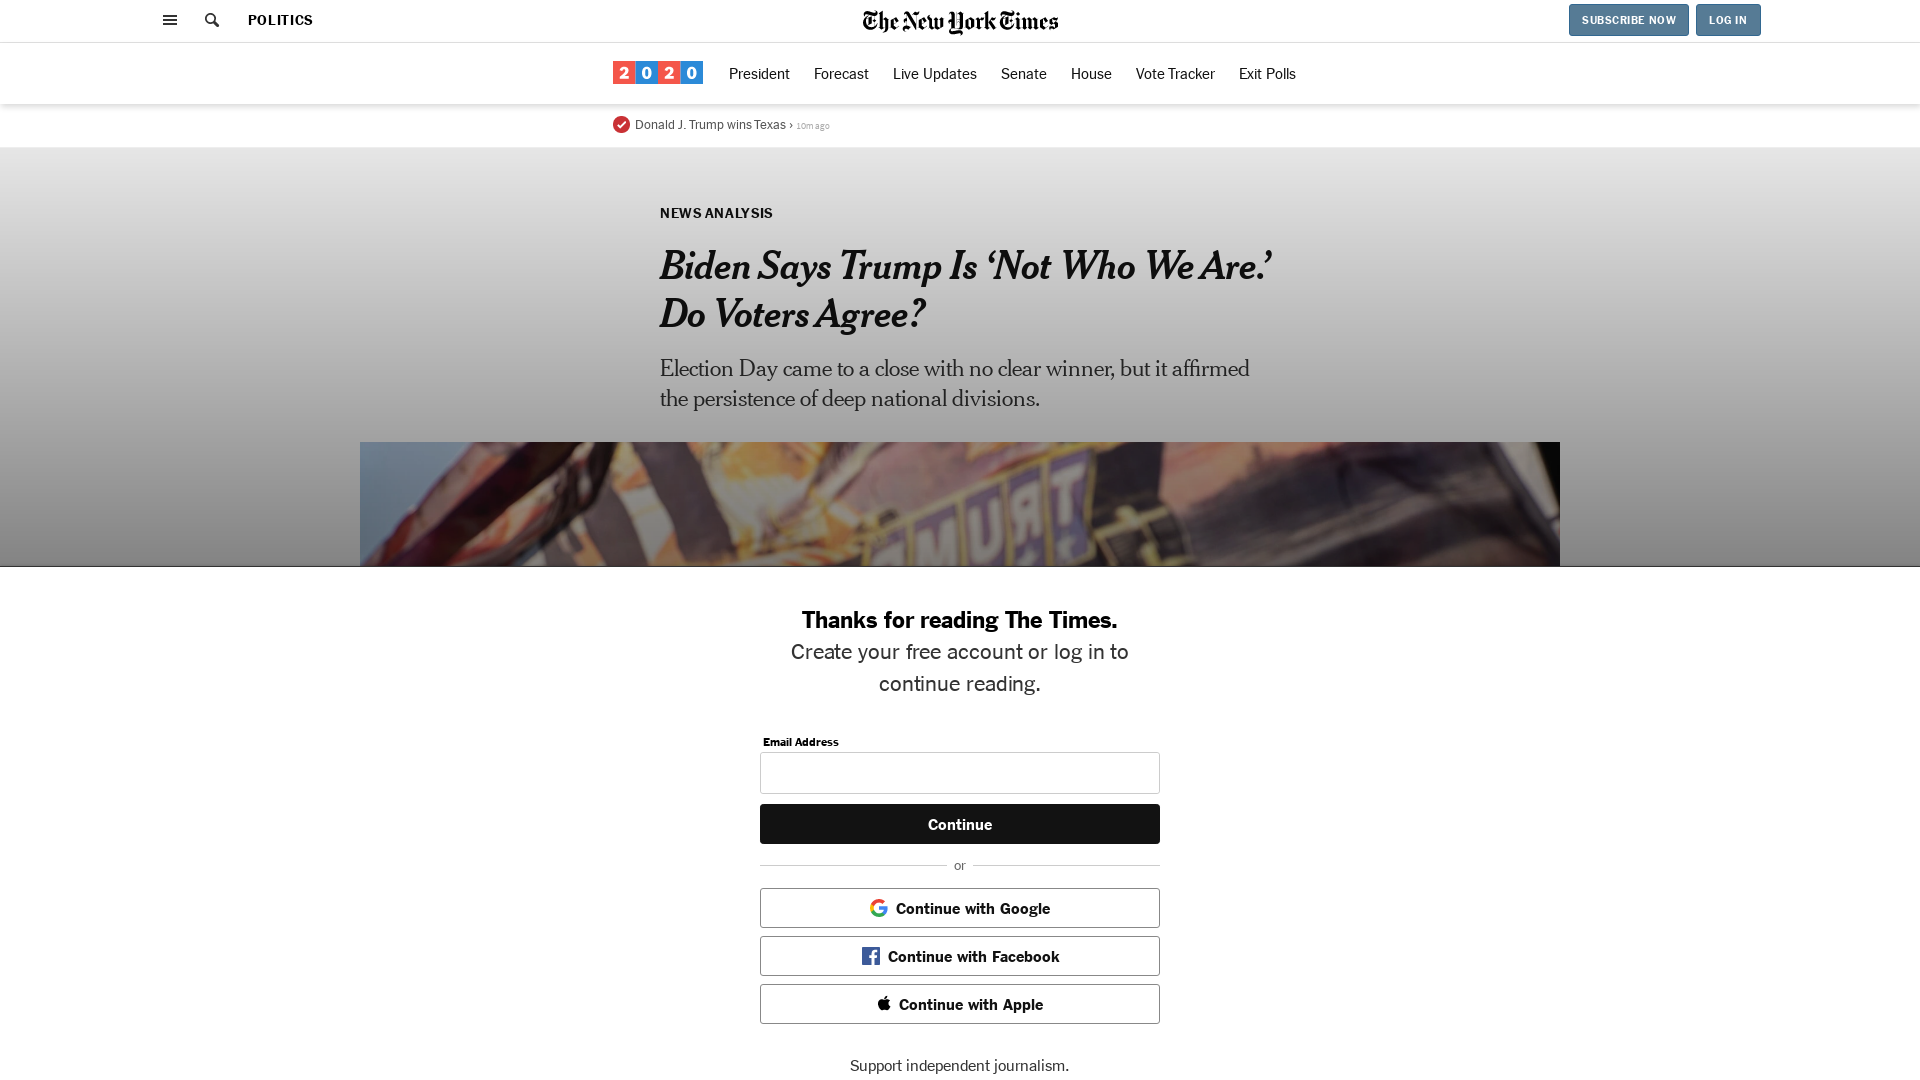 POLITICS
The New York Times
SUBSCRIBE NOW
LOG IN
2020
President
Forecast
Live Updates
Senate
House
Vote Tracker
Exit Polls
Donald J. Trump wins Texas › 10m ago
NEWS ANALYSIS
Biden Says Trump Is ‘Not Who We Are.’
Do Voters Agree?
Election Day came to a close with no clear winner, but it affirmed
the persistence of deep national divisions.
TRUMP
Thanks for reading The Times.
Create your free account or log in to
continue reading.
Email Address
Continue
or
Continue with Google
Continue with Facebook
Continue with Apple
Support independent journalism.